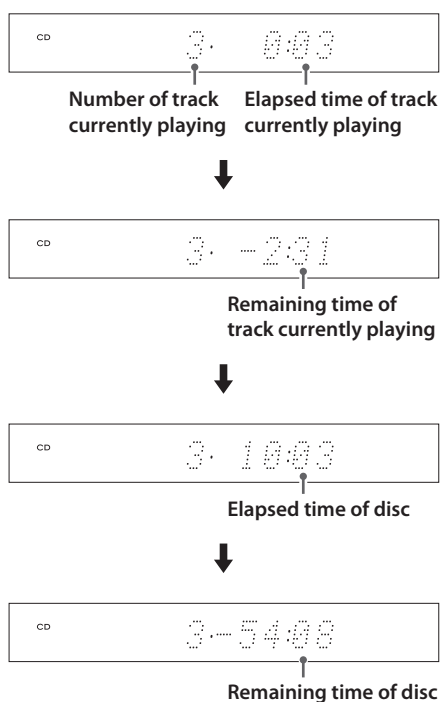 CD 3. 0:03
Number of track currently playing
Elapsed time of track currently playing
CD 3. -2:31
Remaining time of
track currently playing
CD 3. 10:03
Elapsed time of disc
CD 3.-54:08
Remaining time of disc